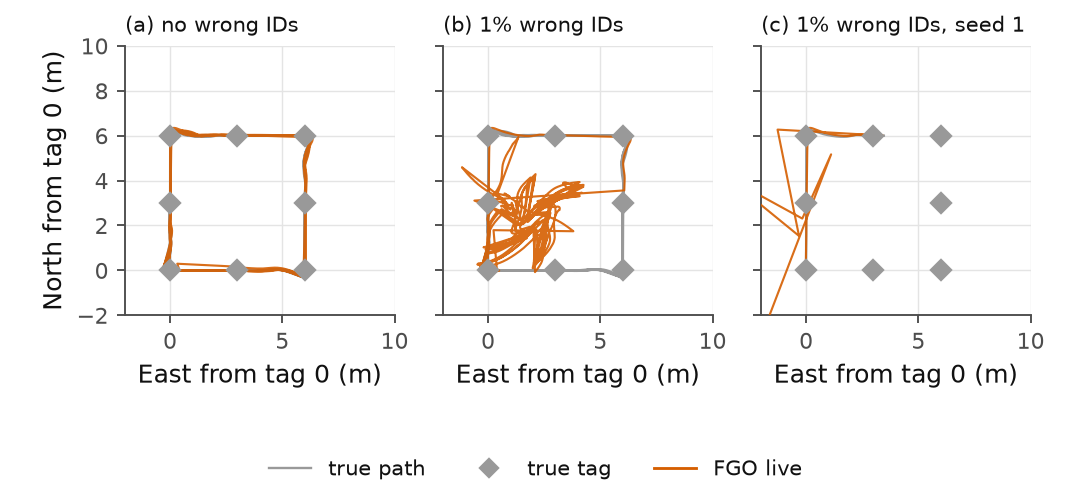 (a) no wrong IDs
(b) 1% wrong IDs
(c) 1% wrong IDs, seed 1
North from tag 0 (m)
10
8
6
4
2
0
−2
0 5 10
0 5 10
0 5 10
East from tag 0 (m)
East from tag 0 (m)
East from tag 0 (m)
true path
true tag
FGO live